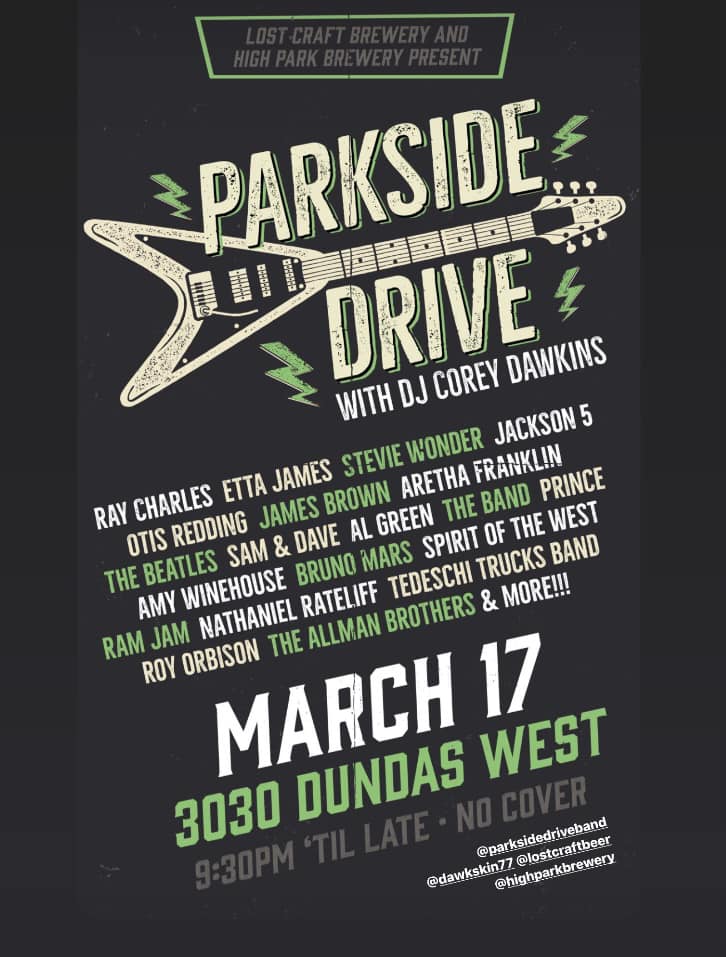 LOST CRAFT BREWERY AND
HIGH PARK BREWERY PRESENT
PARKSIDE
DRIVE
WITH DJ COREY DAWKINS
RAY CHARLES ETTA JAMES STEVIE WONDER JACKSON 5
OTIS REDDING JAMES BROWN ARETHA FRANKLIN
THE BEATLES SAM & DAVE AL GREEN THE BAND PRINCE
AMY WINEHOUSE BRUNO MARS SPIRIT OF THE WEST
RAM JAM NATHANIEL RATELIFF TEDESCHI TRUCKS BAND
ROY ORBISON THE ALLMAN BROTHERS & MORE!!!
MARCH 17
3030 DUNDAS WEST
9:30PM 'TIL LATE • NO COVER
@parksidedriveband
@dawkskin77 @lostcraftbeer
@highparkbrewery